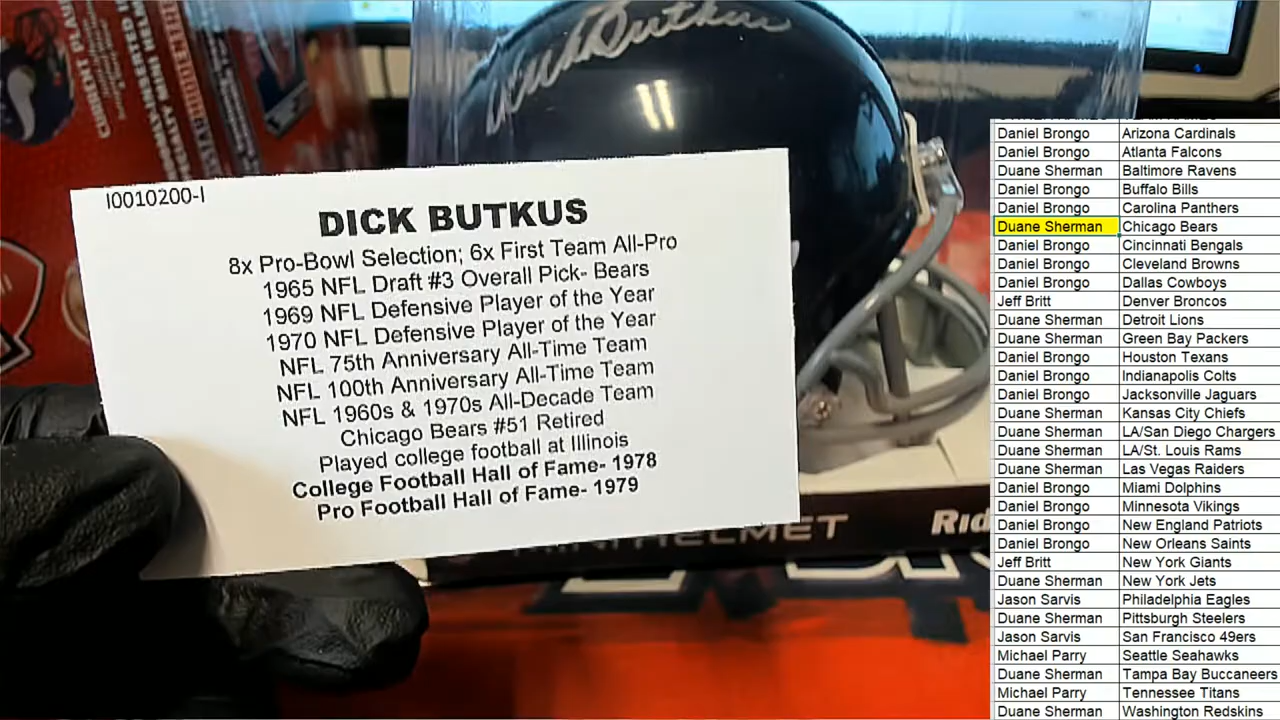 Dick Butkus
I0010200-I
DICK BUTKUS
8x Pro-Bowl Selection; 6x First Team All-Pro
1965 NFL Draft #3 Overall Pick- Bears
1969 NFL Defensive Player of the Year
1970 NFL Defensive Player of the Year
NFL 75th Anniversary All-Time Team
NFL 100th Anniversary All-Time Team
NFL 1960s & 1970s All-Decade Team
Chicago Bears #51 Retired
Played college football at Illinois
College Football Hall of Fame- 1978
Pro Football Hall of Fame- 1979
MINI HELMET Rid
Daniel Brongo Arizona Cardinals
Daniel Brongo Atlanta Falcons
Duane Sherman Baltimore Ravens
Daniel Brongo Buffalo Bills
Daniel Brongo Carolina Panthers
Duane Sherman Chicago Bears
Daniel Brongo Cincinnati Bengals
Daniel Brongo Cleveland Browns
Daniel Brongo Dallas Cowboys
Jeff Britt Denver Broncos
Duane Sherman Detroit Lions
Duane Sherman Green Bay Packers
Daniel Brongo Houston Texans
Daniel Brongo Indianapolis Colts
Daniel Brongo Jacksonville Jaguars
Duane Sherman Kansas City Chiefs
Duane Sherman LA/San Diego Chargers
Duane Sherman LA/St. Louis Rams
Duane Sherman Las Vegas Raiders
Daniel Brongo Miami Dolphins
Daniel Brongo Minnesota Vikings
Daniel Brongo New England Patriots
Daniel Brongo New Orleans Saints
Jeff Britt New York Giants
Duane Sherman New York Jets
Jason Sarvis Philadelphia Eagles
Duane Sherman Pittsburgh Steelers
Jason Sarvis San Francisco 49ers
Michael Parry Seattle Seahawks
Duane Sherman Tampa Bay Buccaneers
Michael Parry Tennessee Titans
Duane Sherman Washington Redskins